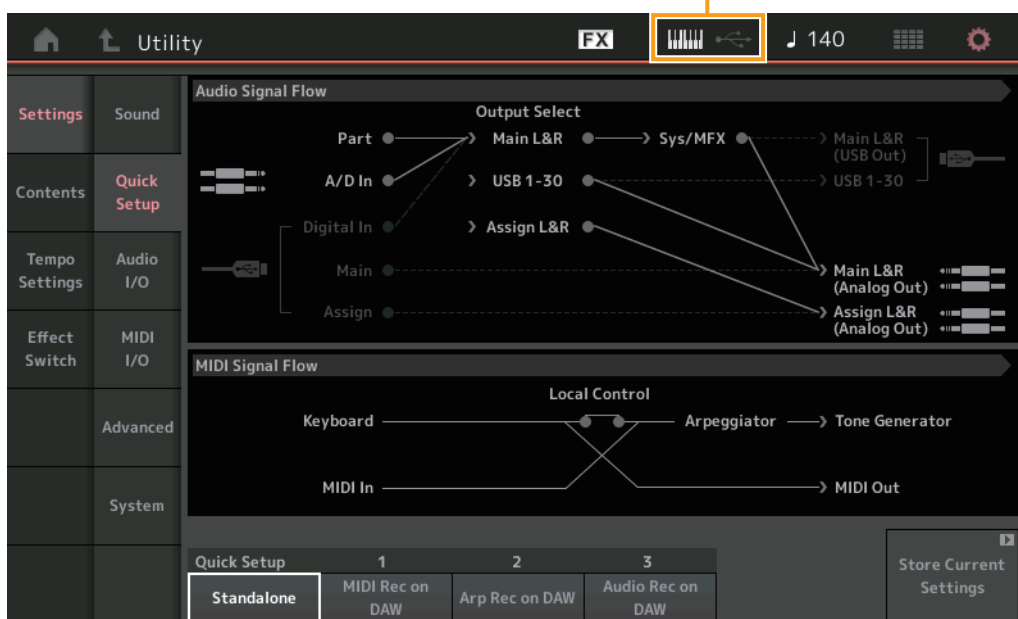 Utility
FX
140
Settings
Sound
Contents
Quick
Setup
Tempo
Settings
Audio
I/O
Effect
Switch
MIDI
I/O
Advanced
System
Audio Signal Flow
Output Select
Part
Main L&R
Sys/MFX
Main L&R
(USB Out)
A/D In
USB 1-30
USB 1-30
Digital In
Assign L&R
Main
Main L&R
(Analog Out)
Assign
Assign L&R
(Analog Out)
MIDI Signal Flow
Local Control
Keyboard
Arpeggiator
Tone Generator
MIDI In
MIDI Out
Quick Setup
1
2
3
Standalone
MIDI Rec on
DAW
Arp Rec on DAW
Audio Rec on
DAW
Store Current
Settings